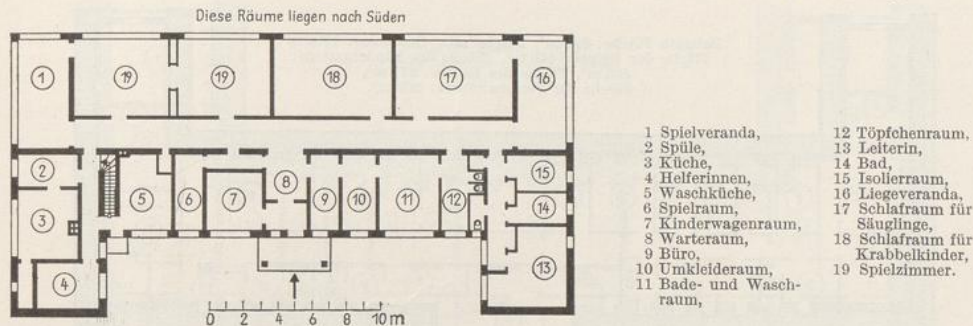 Diese Räume liegen nach Süden
1 19 19 18 17 16
2 3 4 5 6 7 8 9 10 11 12 13 14 15
0 2 4 6 8 10 m
1 Spielveranda,
2 Spüle,
3 Küche,
4 Helferinnen,
5 Waschküche,
6 Spielraum,
7 Kinderwagenraum,
8 Warteraum,
9 Büro,
10 Umkleideraum,
11 Bade- und Wasch-
raum,
12 Töpfchenraum,
13 Leiterin,
14 Bad,
15 Isolierraum,
16 Liegeveranda,
17 Schlafraum für
Säuglinge,
18 Schlafraum für
Krabbelkinder,
19 Spielzimmer.